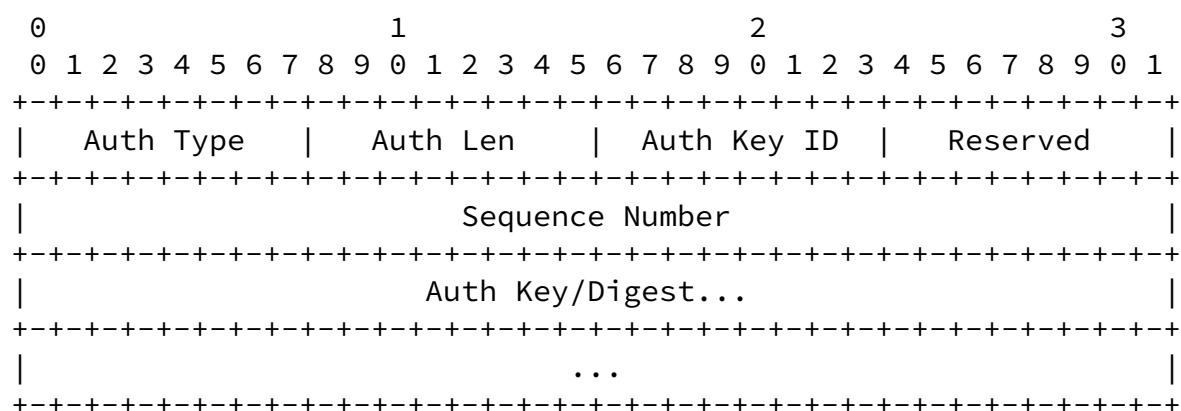 0                   1                   2                   3
 0 1 2 3 4 5 6 7 8 9 0 1 2 3 4 5 6 7 8 9 0 1 2 3 4 5 6 7 8 9 0 1
+-+-+-+-+-+-+-+-+-+-+-+-+-+-+-+-+-+-+-+-+-+-+-+-+-+-+-+-+-+-+-+-+
|   Auth Type   |   Auth Len    |  Auth Key ID  |   Reserved    |
+-+-+-+-+-+-+-+-+-+-+-+-+-+-+-+-+-+-+-+-+-+-+-+-+-+-+-+-+-+-+-+-+
|                        Sequence Number                        |
+-+-+-+-+-+-+-+-+-+-+-+-+-+-+-+-+-+-+-+-+-+-+-+-+-+-+-+-+-+-+-+-+
|                      Auth Key/Digest...                       |
+-+-+-+-+-+-+-+-+-+-+-+-+-+-+-+-+-+-+-+-+-+-+-+-+-+-+-+-+-+-+-+-+
|                              ...                              |
+-+-+-+-+-+-+-+-+-+-+-+-+-+-+-+-+-+-+-+-+-+-+-+-+-+-+-+-+-+-+-+-+